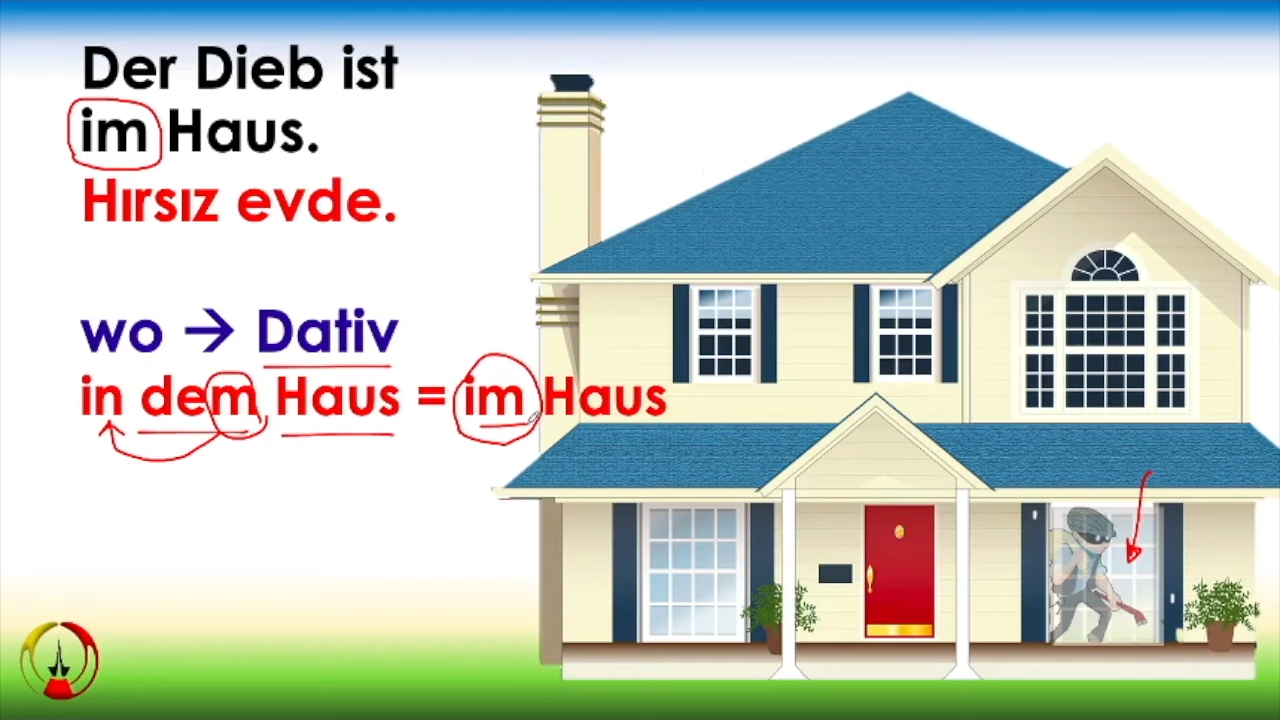 Der Dieb ist
im Haus.
Hırsız evde.
wo → Dativ
in dem Haus = im Haus